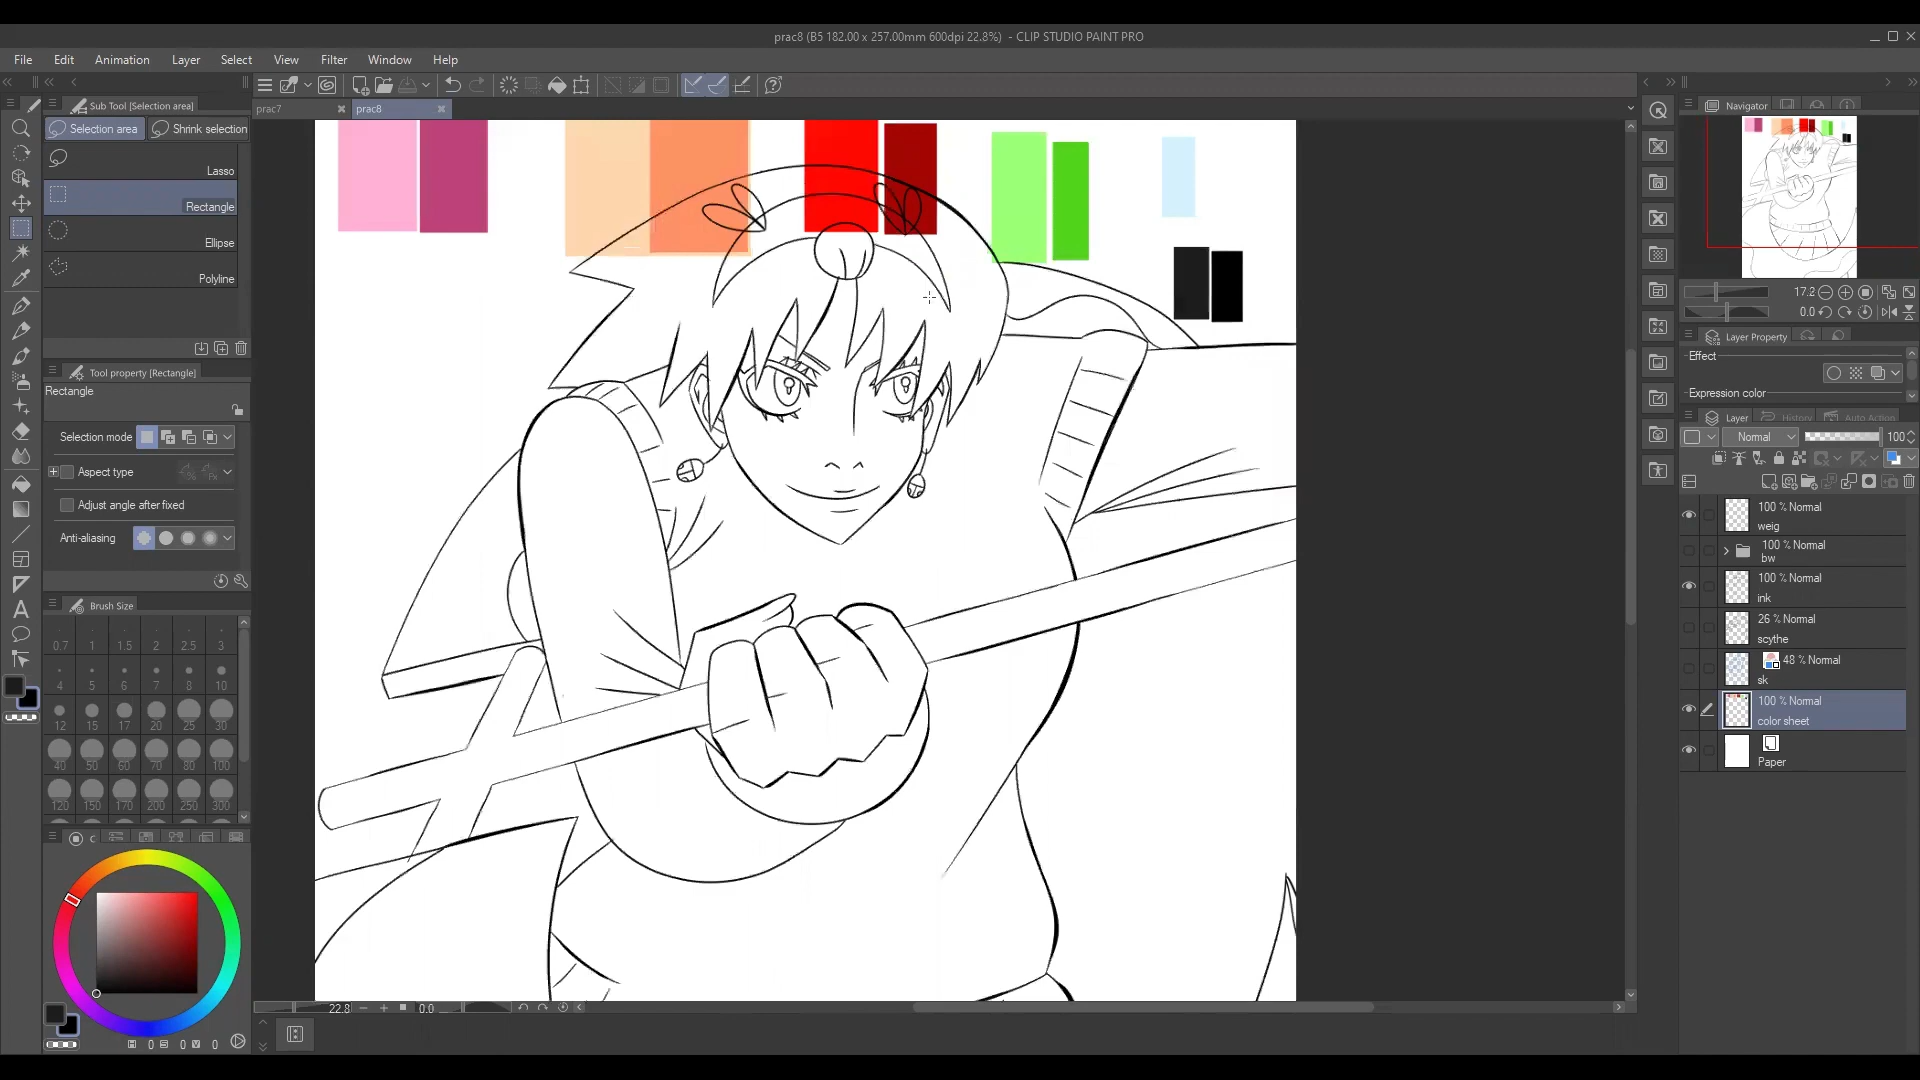 prac8 (B5 182.00 x 257.00mm 600dpi 22.8%) - CLIP STUDIO PAINT PRO
File Edit Animation Layer Select View Filter Window Help
Sub Tool [Selection area]
prac7
prac8
Navigator
Selection area
Shrink selection
Lasso
Rectangle
Ellipse
Polyline
17.2
0.0
Layer Property
Effect
Expression color
Tool property [Rectangle]
Rectangle
Selection mode
Aspect type
Adjust angle after fixed
Anti-aliasing
Layer
History
Auto Action
Normal
100
100 % Normal
weig
100 % Normal
bw
100 % Normal
ink
26 % Normal
scythe
48 % Normal
sk
100 % Normal
color sheet
Paper
Brush Size
0.7 1 1.5 2 2.5 3
4 5 6 7 8 10
12 15 17 20 25 30
40 50 60 70 80 100
120 150 170 200 250 300
C
H 0 S 0 V 0
22.8
0.0